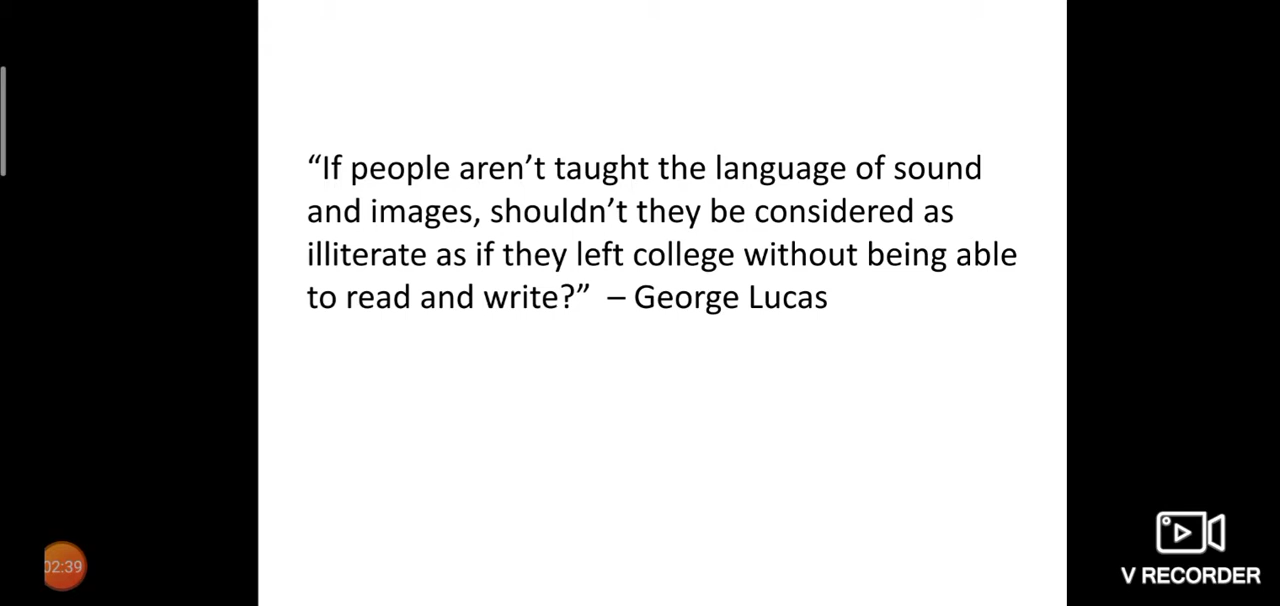 “If people aren’t taught the language of sound
and images, shouldn’t they be considered as
illiterate as if they left college without being able
to read and write?”  – George Lucas
02:39
V RECORDER